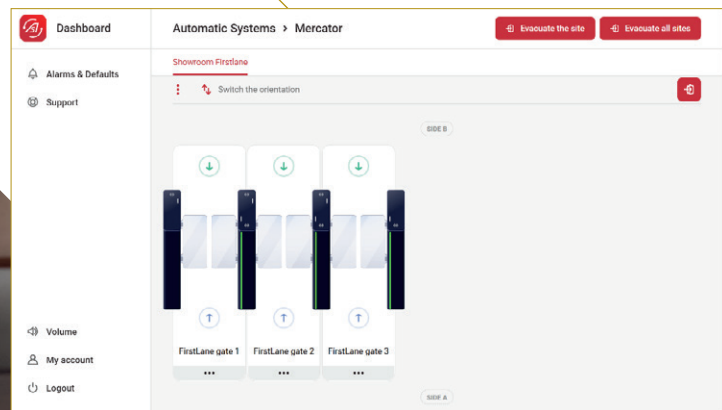 Dashboard
Automatic Systems > Mercator
Evacuate the site
Evacuate all sites
Showroom Firstlane
Alarms & Defaults
Switch the orientation
Support
SIDE B
Volume
FirstLane gate 1
FirstLane gate 2
FirstLane gate 3
My account
Logout
SIDE A